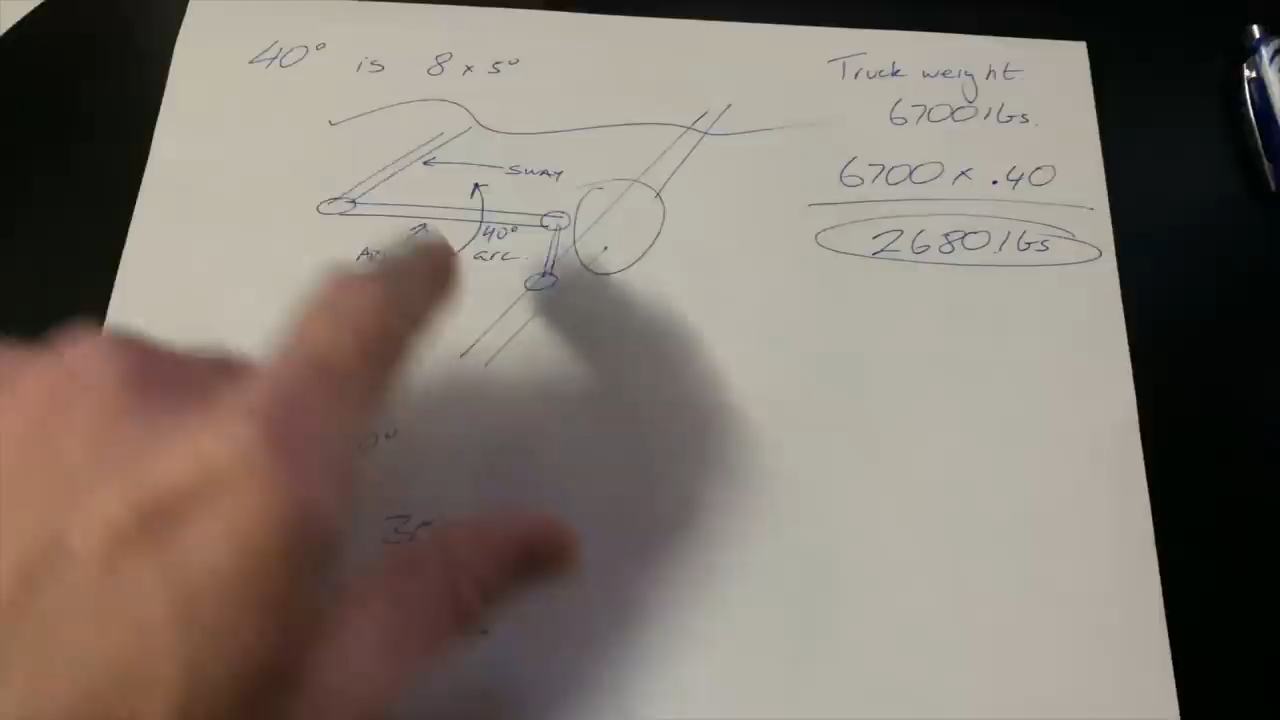 40° is 8 x 5°
Truck weight.
6700 lbs.
6700 x .40
2680 lbs
SWAY
40°
arc.